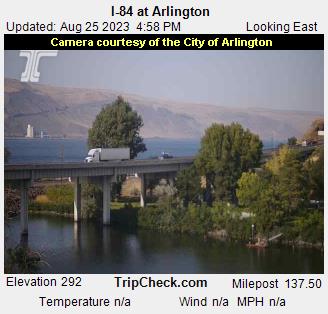 I-84 at Arlington
Updated: Aug 25 2023 4:58 PM Looking East
Camera courtesy of the City of Arlington
Elevation 292 TripCheck.com Milepost 137.50
Temperature n/a Wind n/a MPH n/a